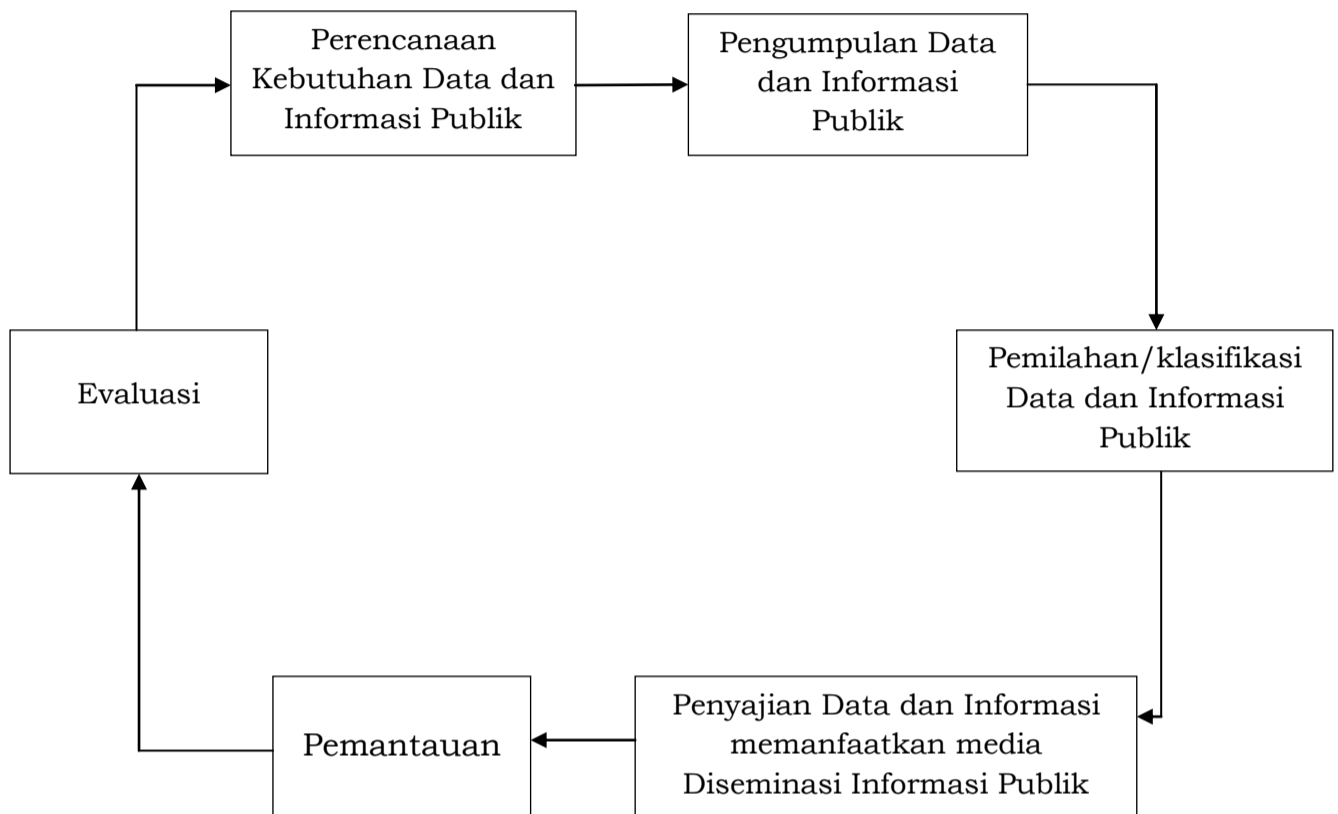 Perencanaan
Kebutuhan Data dan
Informasi Publik
Pengumpulan Data
dan Informasi
Publik
Pemilahan/klasifikasi
Data dan Informasi
Publik
Penyajian Data dan Informasi
memanfaatkan media
Diseminasi Informasi Publik
Pemantauan
Evaluasi